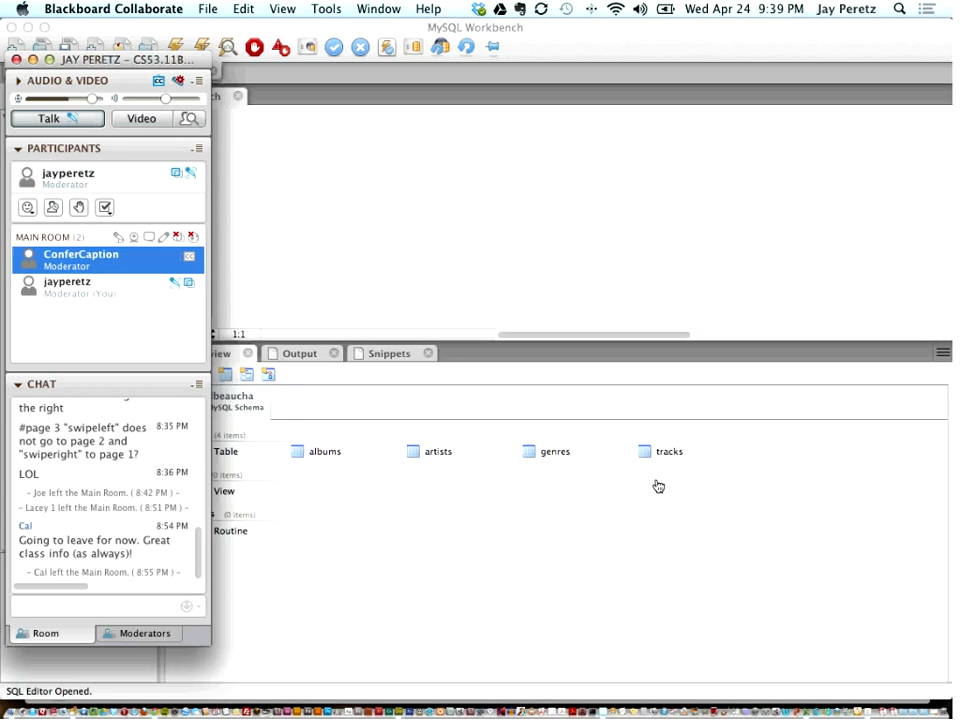 Blackboard Collaborate File Edit View Tools Window Help Wed Apr 24 9:39 PM Jay Peretz
MySQL Workbench
JAY PERETZ – CS53.11B...
AUDIO & VIDEO
Talk Video
PARTICIPANTS
jayperetz
Moderator
MAIN ROOM (2)
ConferCaption
Moderator
jayperetz
Moderator (You)
CHAT
the right
#page 3 "swipeleft" does 8:35 PM
not go to page 2 and
"swiperight" to page 1?
LOL 8:36 PM
– Joe left the Main Room. ( 8:42 PM ) –
– Lacey 1 left the Main Room. ( 8:51 PM ) –
Cal 8:54 PM
Going to leave for now. Great
class info (as always)!
– Cal left the Main Room. ( 8:55 PM ) –
Room Moderators
ch
1:1
view Output Snippets
beaucha
MySQL Schema
(4 items)
Table albums artists genres tracks
(0 items)
View
s (0 items)
Routine
SQL Editor Opened.